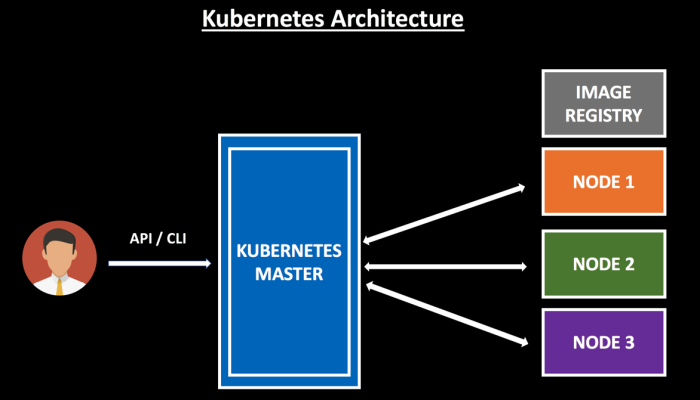 Kubernetes Architecture
IMAGE
REGISTRY
NODE 1
API / CLI
KUBERNETES
MASTER
NODE 2
NODE 3